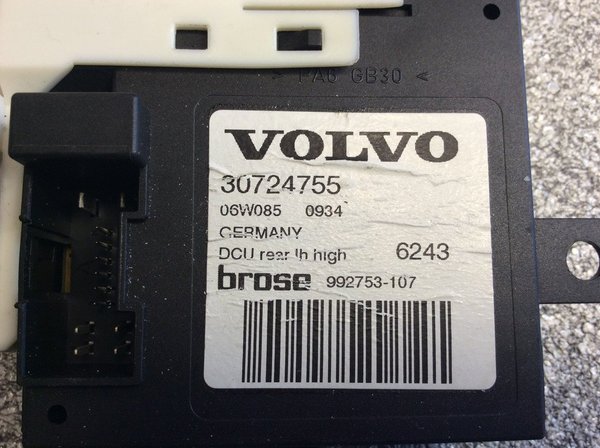 > PA6 GB30 <
VOLVO
30724755
06W085 0934
GERMANY
DCU rear lh high 6243
brose 992753-107